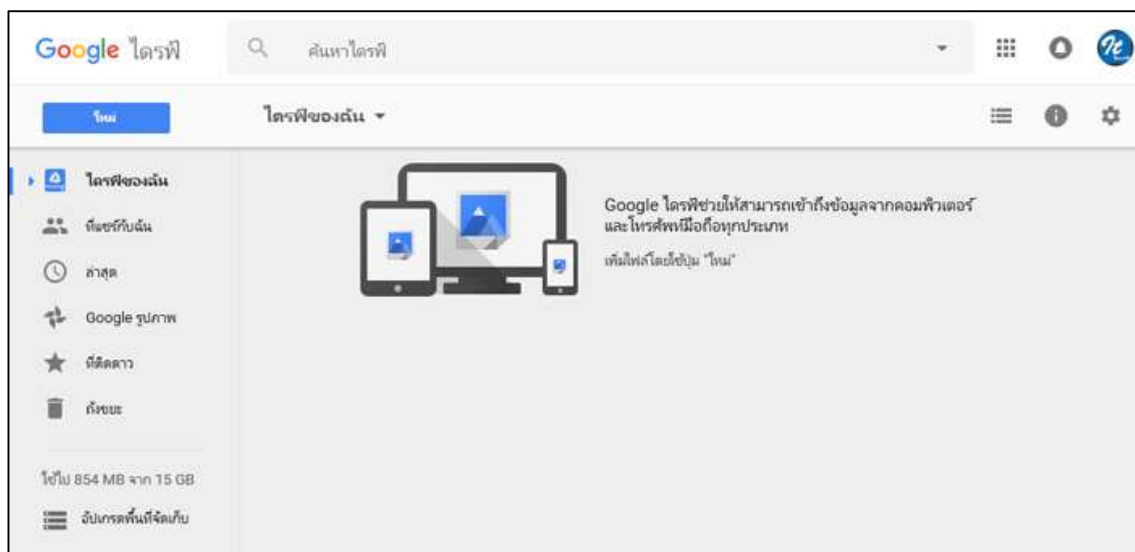 Google ไดรฟ์
ค้นหาไดรฟ์
ใหม่
ไดรฟ์ของฉัน
ไดรฟ์ของฉัน
ที่แชร์กับฉัน
ล่าสุด
Google รูปภาพ
ที่ติดดาว
ถังขยะ
ใช้ไป 854 MB จาก 15 GB
อัปเกรดพื้นที่จัดเก็บ
Google ไดรฟ์ช่วยให้สามารถเข้าถึงข้อมูลจากคอมพิวเตอร์
และโทรศัพท์มือถือทุกประเภท
เพิ่มไฟล์โดยใช้ปุ่ม "ใหม่"